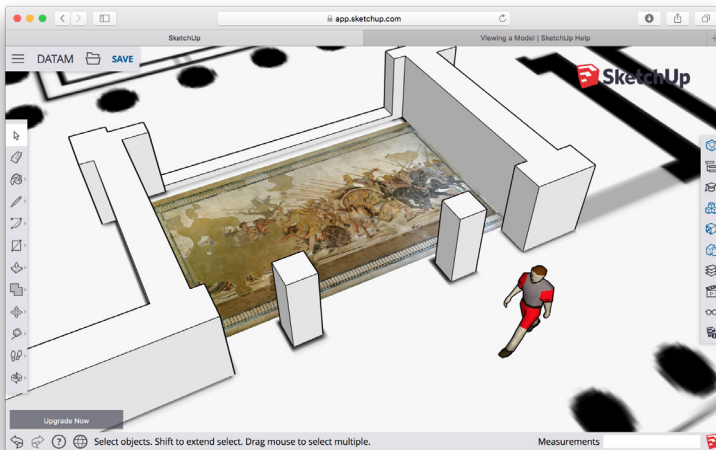 app.sketchup.com
SketchUp
Viewing a Model | SketchUp Help
DATAM
SAVE
SketchUp
Upgrade Now
Select objects. Shift to extend select. Drag mouse to select multiple.
Measurements